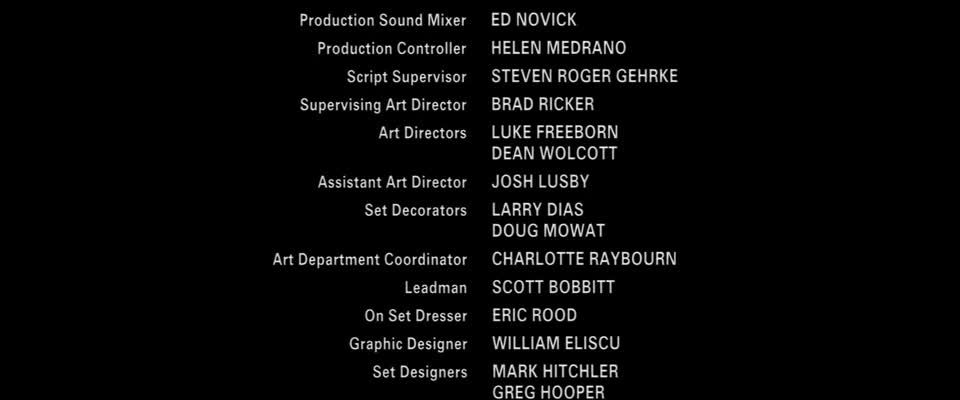 Production Sound Mixer ED NOVICK
Production Controller HELEN MEDRANO
Script Supervisor STEVEN ROGER GEHRKE
Supervising Art Director BRAD RICKER
Art Directors LUKE FREEBORN
DEAN WOLCOTT
Assistant Art Director JOSH LUSBY
Set Decorators LARRY DIAS
DOUG MOWAT
Art Department Coordinator CHARLOTTE RAYBOURN
Leadman SCOTT BOBBITT
On Set Dresser ERIC ROOD
Graphic Designer WILLIAM ELISCU
Set Designers MARK HITCHLER
GREG HOOPER